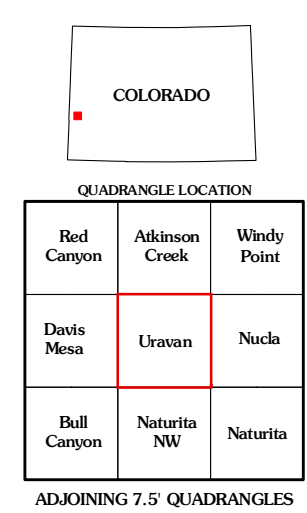 COLORADO
QUADRANGLE LOCATION
Red
Canyon
Atkinson
Creek
Windy
Point
Davis
Mesa
Uravan
Nucla
Bull
Canyon
Naturita
NW
Naturita
ADJOINING 7.5' QUADRANGLES